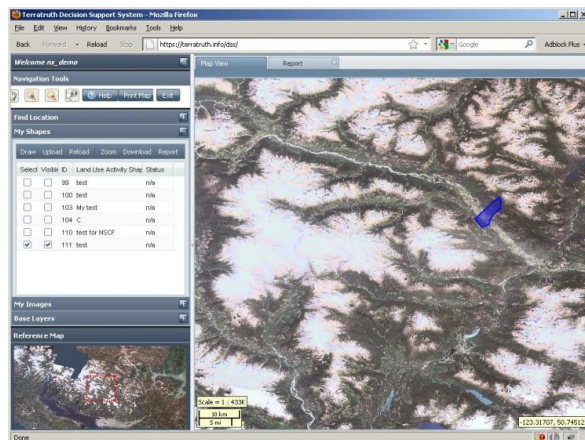 Terratruth Decision Support System - Mozilla Firefox
File Edit View History Bookmarks Tools Help
Back Forward Reload Stop https://terratruth.info/dss/ Google Adblock Plus
Welcome nx_demo
Map View Report
Navigation Tools
Help Print Map Exit
Find Location
My Shapes
Draw Upload Reload Zoom Download Report
Select Visible ID Land Use Activity Shap Status
99 test n/a
100 test n/a
103 My test n/a
104 C n/a
110 test for NSCF n/a
111 test n/a
My Images
Base Layers
Reference Map
Scale = 1 : 433K
10 km
5 mi
-123.31707, 50.74512
Done